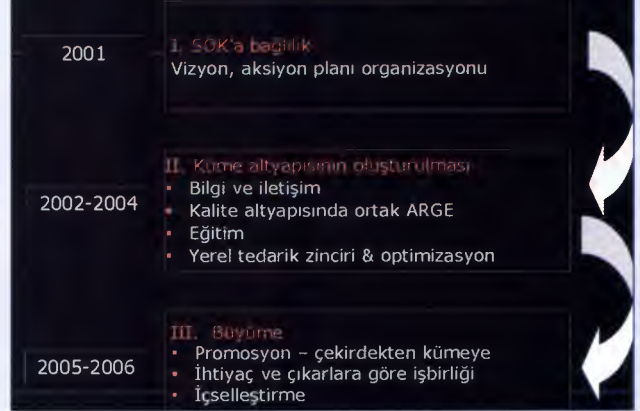 2001
I. SOK'a bağlılık
Vizyon, aksiyon planı organizasyonu
2002-2004
II. Küme altyapısının oluşturulması
▪ Bilgi ve iletişim
▪ Kalite altyapısında ortak ARGE
▪ Eğitim
▪ Yerel tedarik zinciri & optimizasyon
2005-2006
III. Büyüme
▪ Promosyon – çekirdekten kümeye
▪ İhtiyaç ve çıkarlara göre işbirliği
▪ İçselleştirme